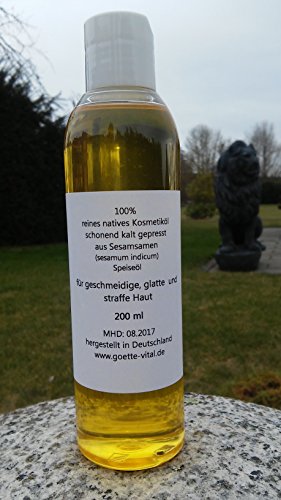 100%
reines natives Kosmetiköl
schonend kalt gepresst
aus Sesamsamen
(sesamum indicum)
Speiseöl
für geschmeidige, glatte und
straffe Haut
200 ml
MHD: 08.2017
hergestellt in Deutschland
www.goette-vital.de